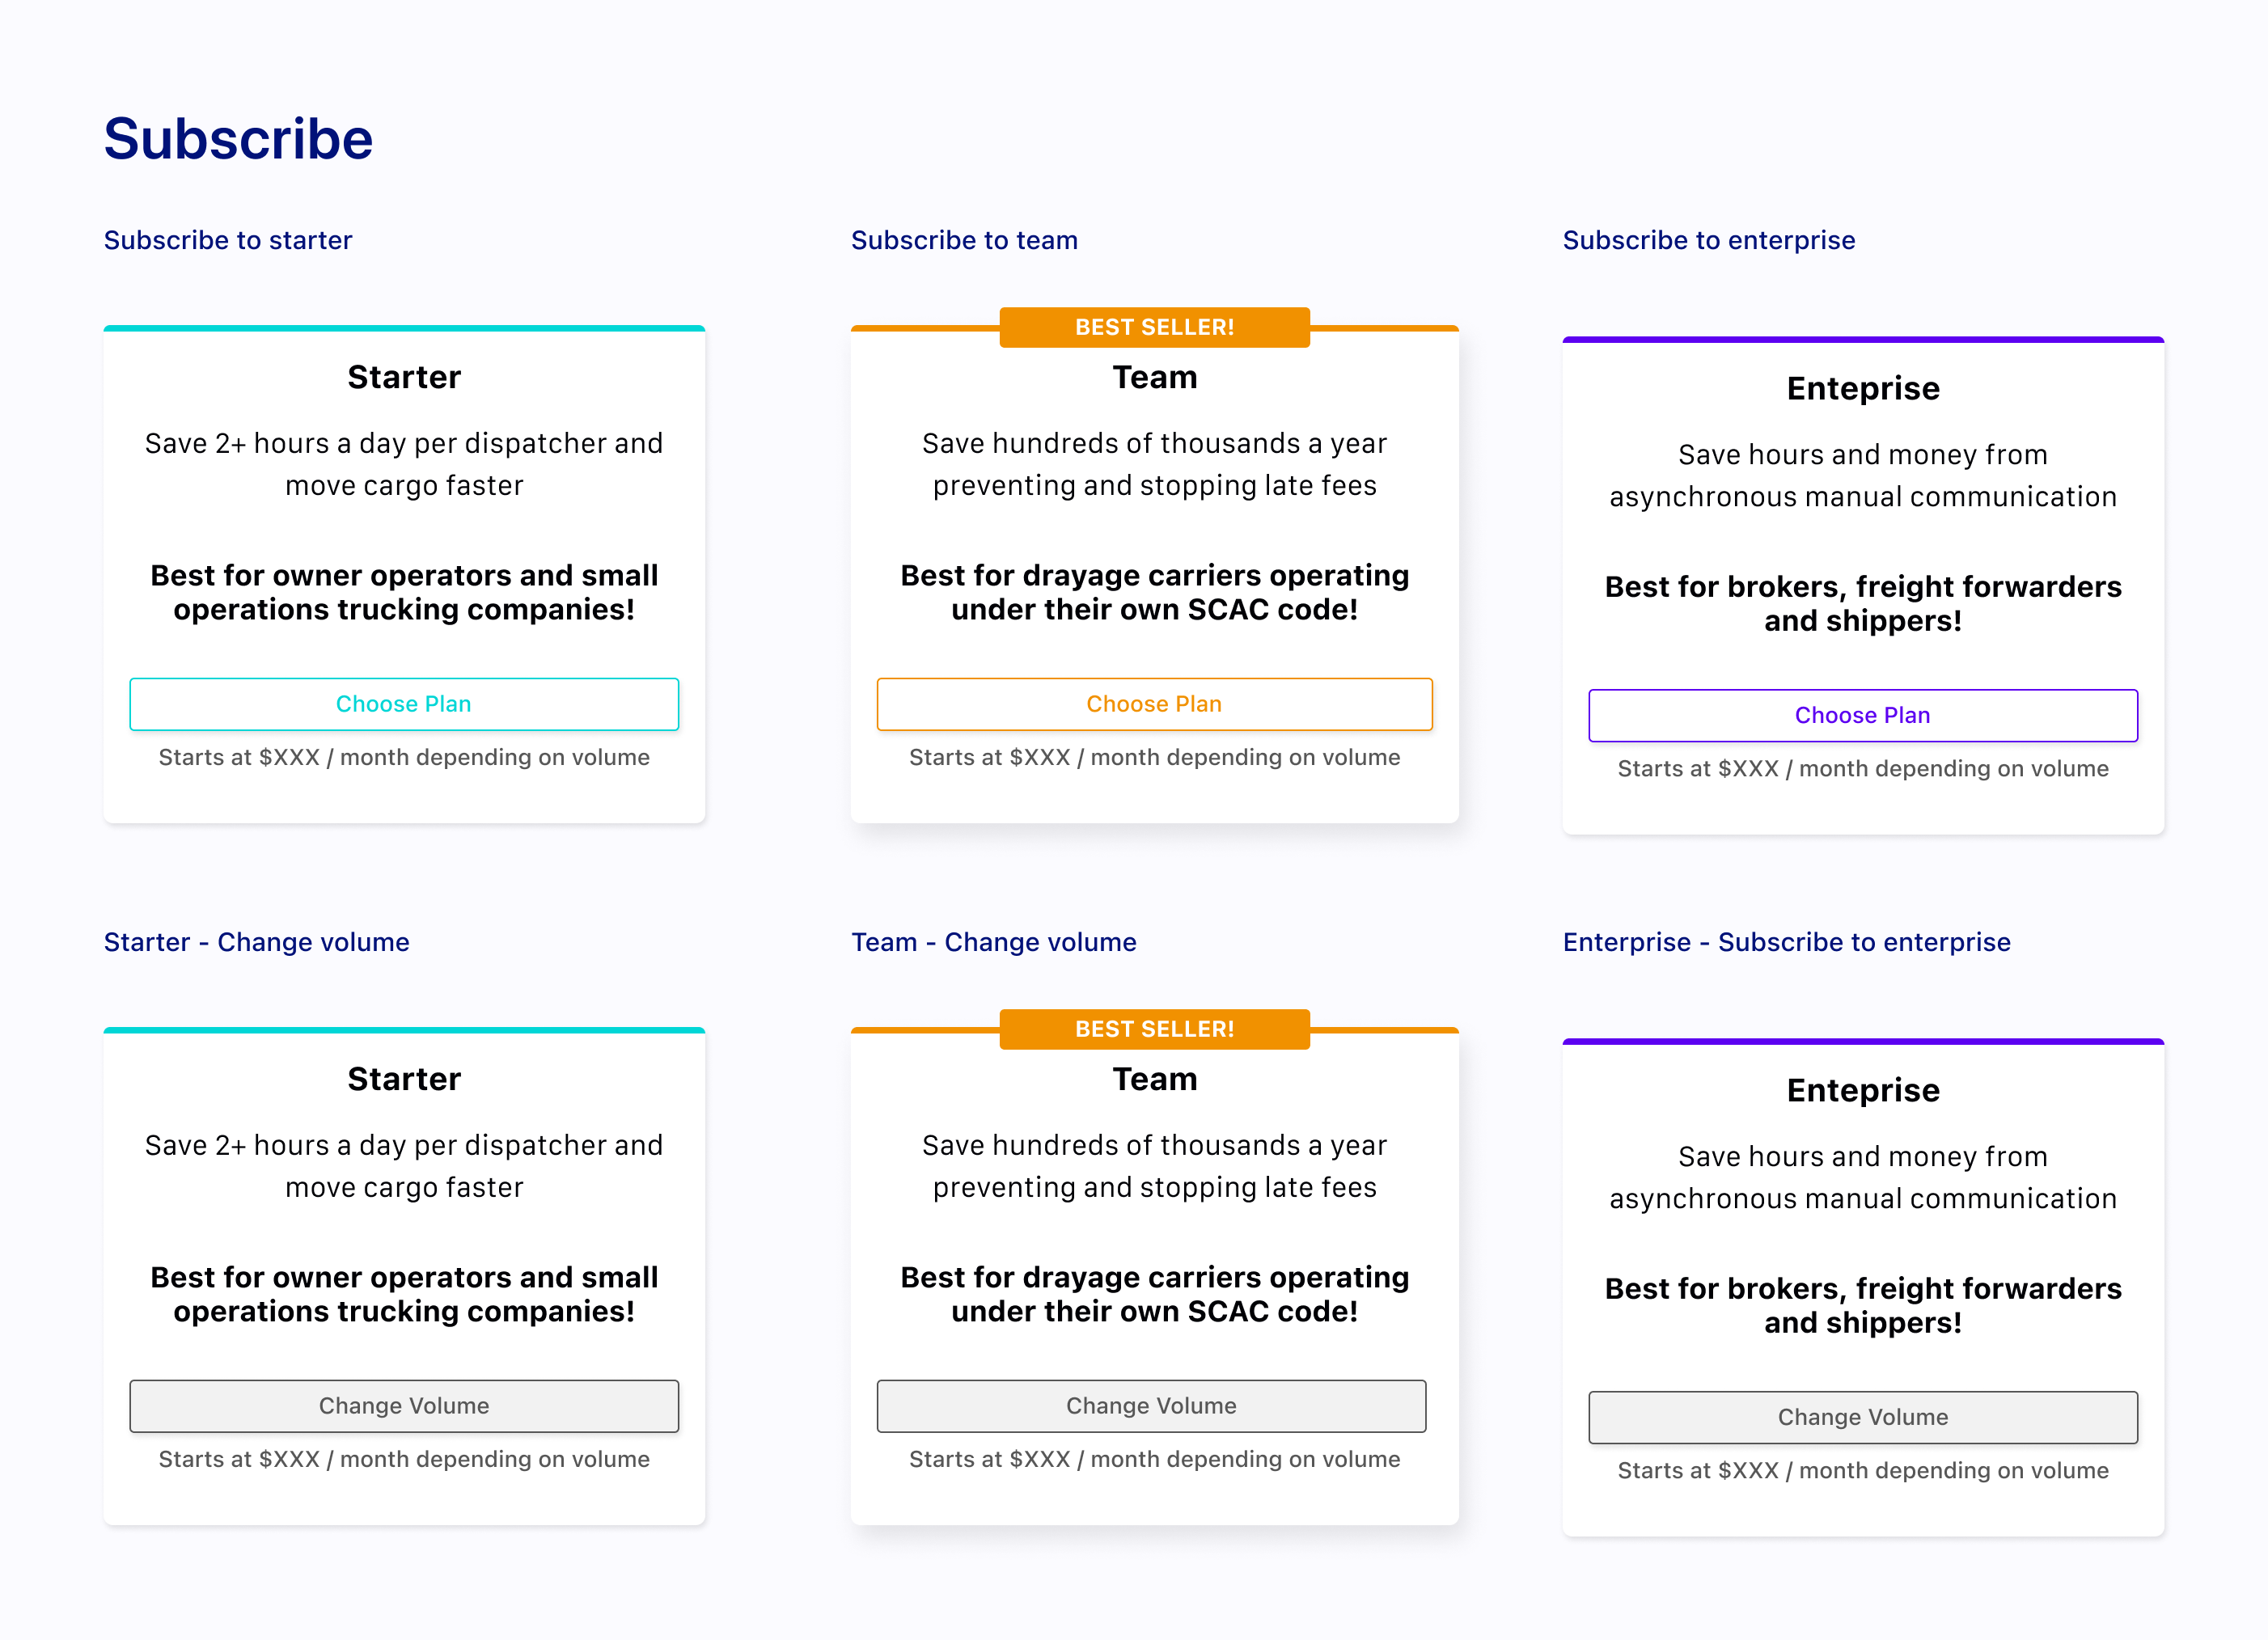 Subscribe
Subscribe to starter
Subscribe to team
Subscribe to enterprise
Starter
Save 2+ hours a day per dispatcher and
move cargo faster
Best for owner operators and small
operations trucking companies!
Choose Plan
Starts at $XXX / month depending on volume
BEST SELLER!
Team
Save hundreds of thousands a year
preventing and stopping late fees
Best for drayage carriers operating
under their own SCAC code!
Choose Plan
Starts at $XXX / month depending on volume
Enteprise
Save hours and money from
asynchronous manual communication
Best for brokers, freight forwarders
and shippers!
Choose Plan
Starts at $XXX / month depending on volume
Starter - Change volume
Team - Change volume
Enterprise - Subscribe to enterprise
Starter
Save 2+ hours a day per dispatcher and
move cargo faster
Best for owner operators and small
operations trucking companies!
Change Volume
Starts at $XXX / month depending on volume
BEST SELLER!
Team
Save hundreds of thousands a year
preventing and stopping late fees
Best for drayage carriers operating
under their own SCAC code!
Change Volume
Starts at $XXX / month depending on volume
Enteprise
Save hours and money from
asynchronous manual communication
Best for brokers, freight forwarders
and shippers!
Change Volume
Starts at $XXX / month depending on volume